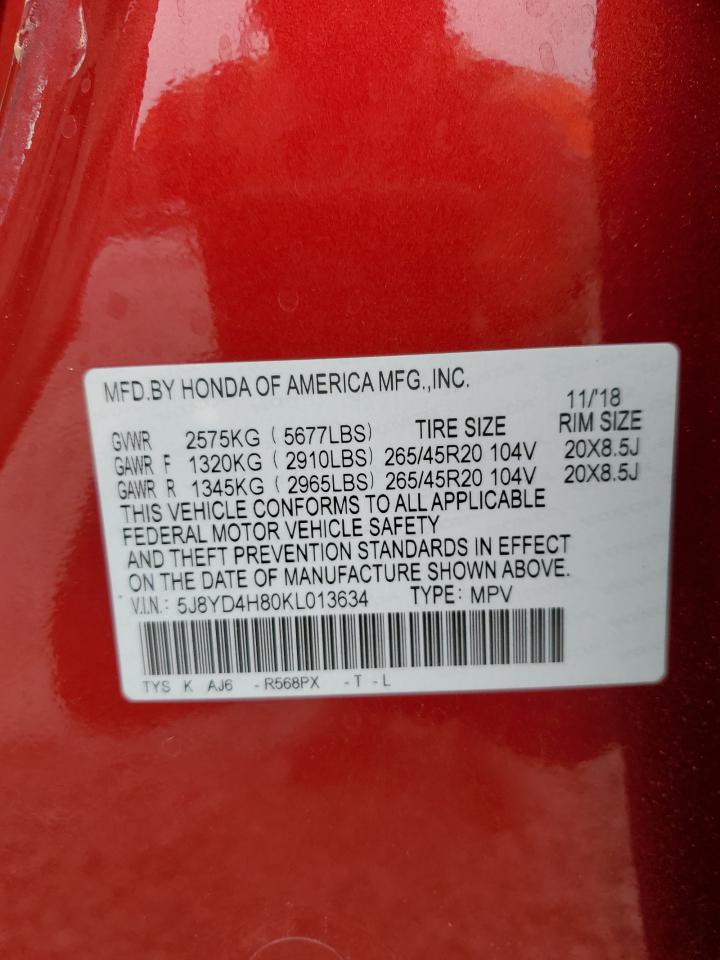 MFD.BY HONDA OF AMERICA MFG.,INC.
11/'18
GVWR 2575KG ( 5677LBS) TIRE SIZE RIM SIZE
GAWR F 1320KG ( 2910LBS) 265/45R20 104V 20X8.5J
GAWR R 1345KG ( 2965LBS) 265/45R20 104V 20X8.5J
THIS VEHICLE CONFORMS TO ALL APPLICABLE
FEDERAL MOTOR VEHICLE SAFETY
AND THEFT PREVENTION STANDARDS IN EFFECT
ON THE DATE OF MANUFACTURE SHOWN ABOVE.
V.I.N.: 5J8YD4H80KL013634 TYPE: MPV
TYS K AJ6 -R568PX -T -L